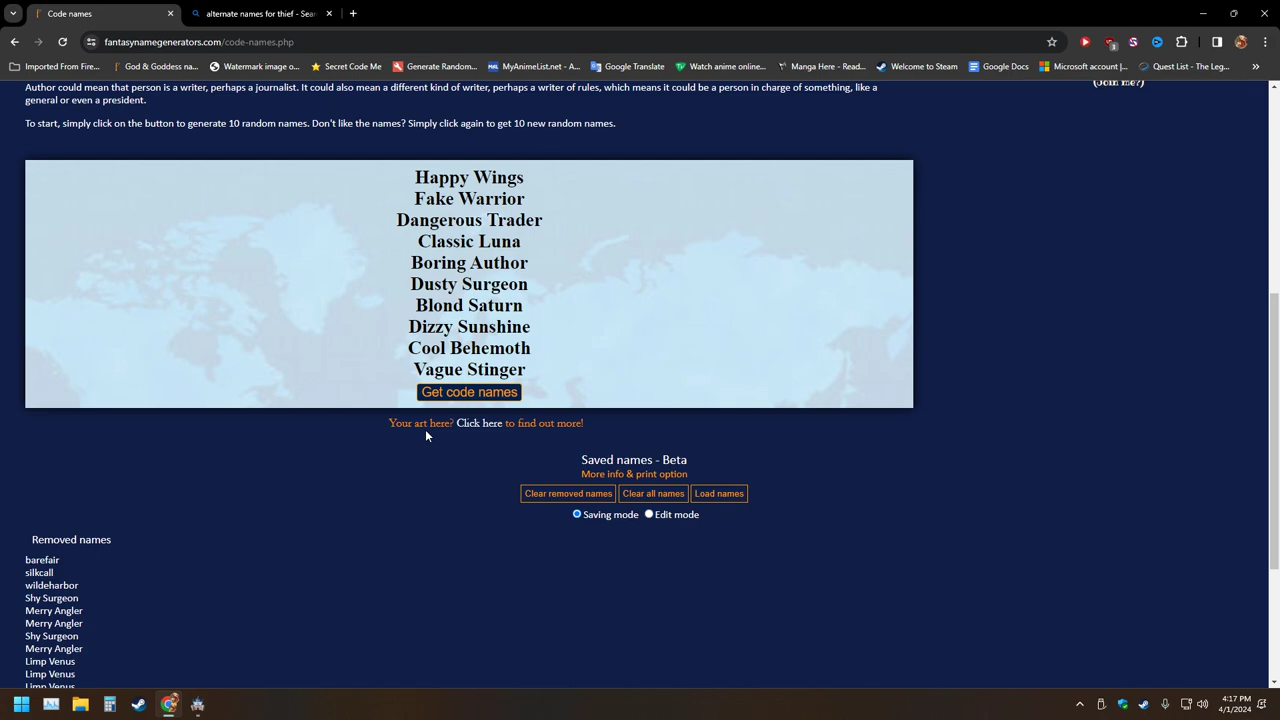 Code names
alternate names for thief - Sea
fantasynamegenerators.com/code-names.php
Imported From Fire...
God & Goddess na...
Watermark image o...
Secret Code Me
Generate Random...
MyAnimeList.net - A...
Google Translate
Watch anime online...
Manga Here - Read...
Welcome to Steam
Google Docs
Microsoft account |...
Quest List - The Leg...
Author could mean that person is a writer, perhaps a journalist. It could also mean a different kind of writer, perhaps a writer of rules, which means it could be a person in charge of something, like a
general or even a president.
(Join me?)
To start, simply click on the button to generate 10 random names. Don't like the names? Simply click again to get 10 new random names.
Happy Wings
Fake Warrior
Dangerous Trader
Classic Luna
Boring Author
Dusty Surgeon
Blond Saturn
Dizzy Sunshine
Cool Behemoth
Vague Stinger
Get code names
Your art here? Click here to find out more!
Saved names - Beta
More info & print option
Clear removed names
Clear all names
Load names
Saving mode
Edit mode
Removed names
barefair
silkcall
wildeharbor
Shy Surgeon
Merry Angler
Merry Angler
Shy Surgeon
Merry Angler
Limp Venus
Limp Venus
Limp Venus
4:17 PM
4/1/2024